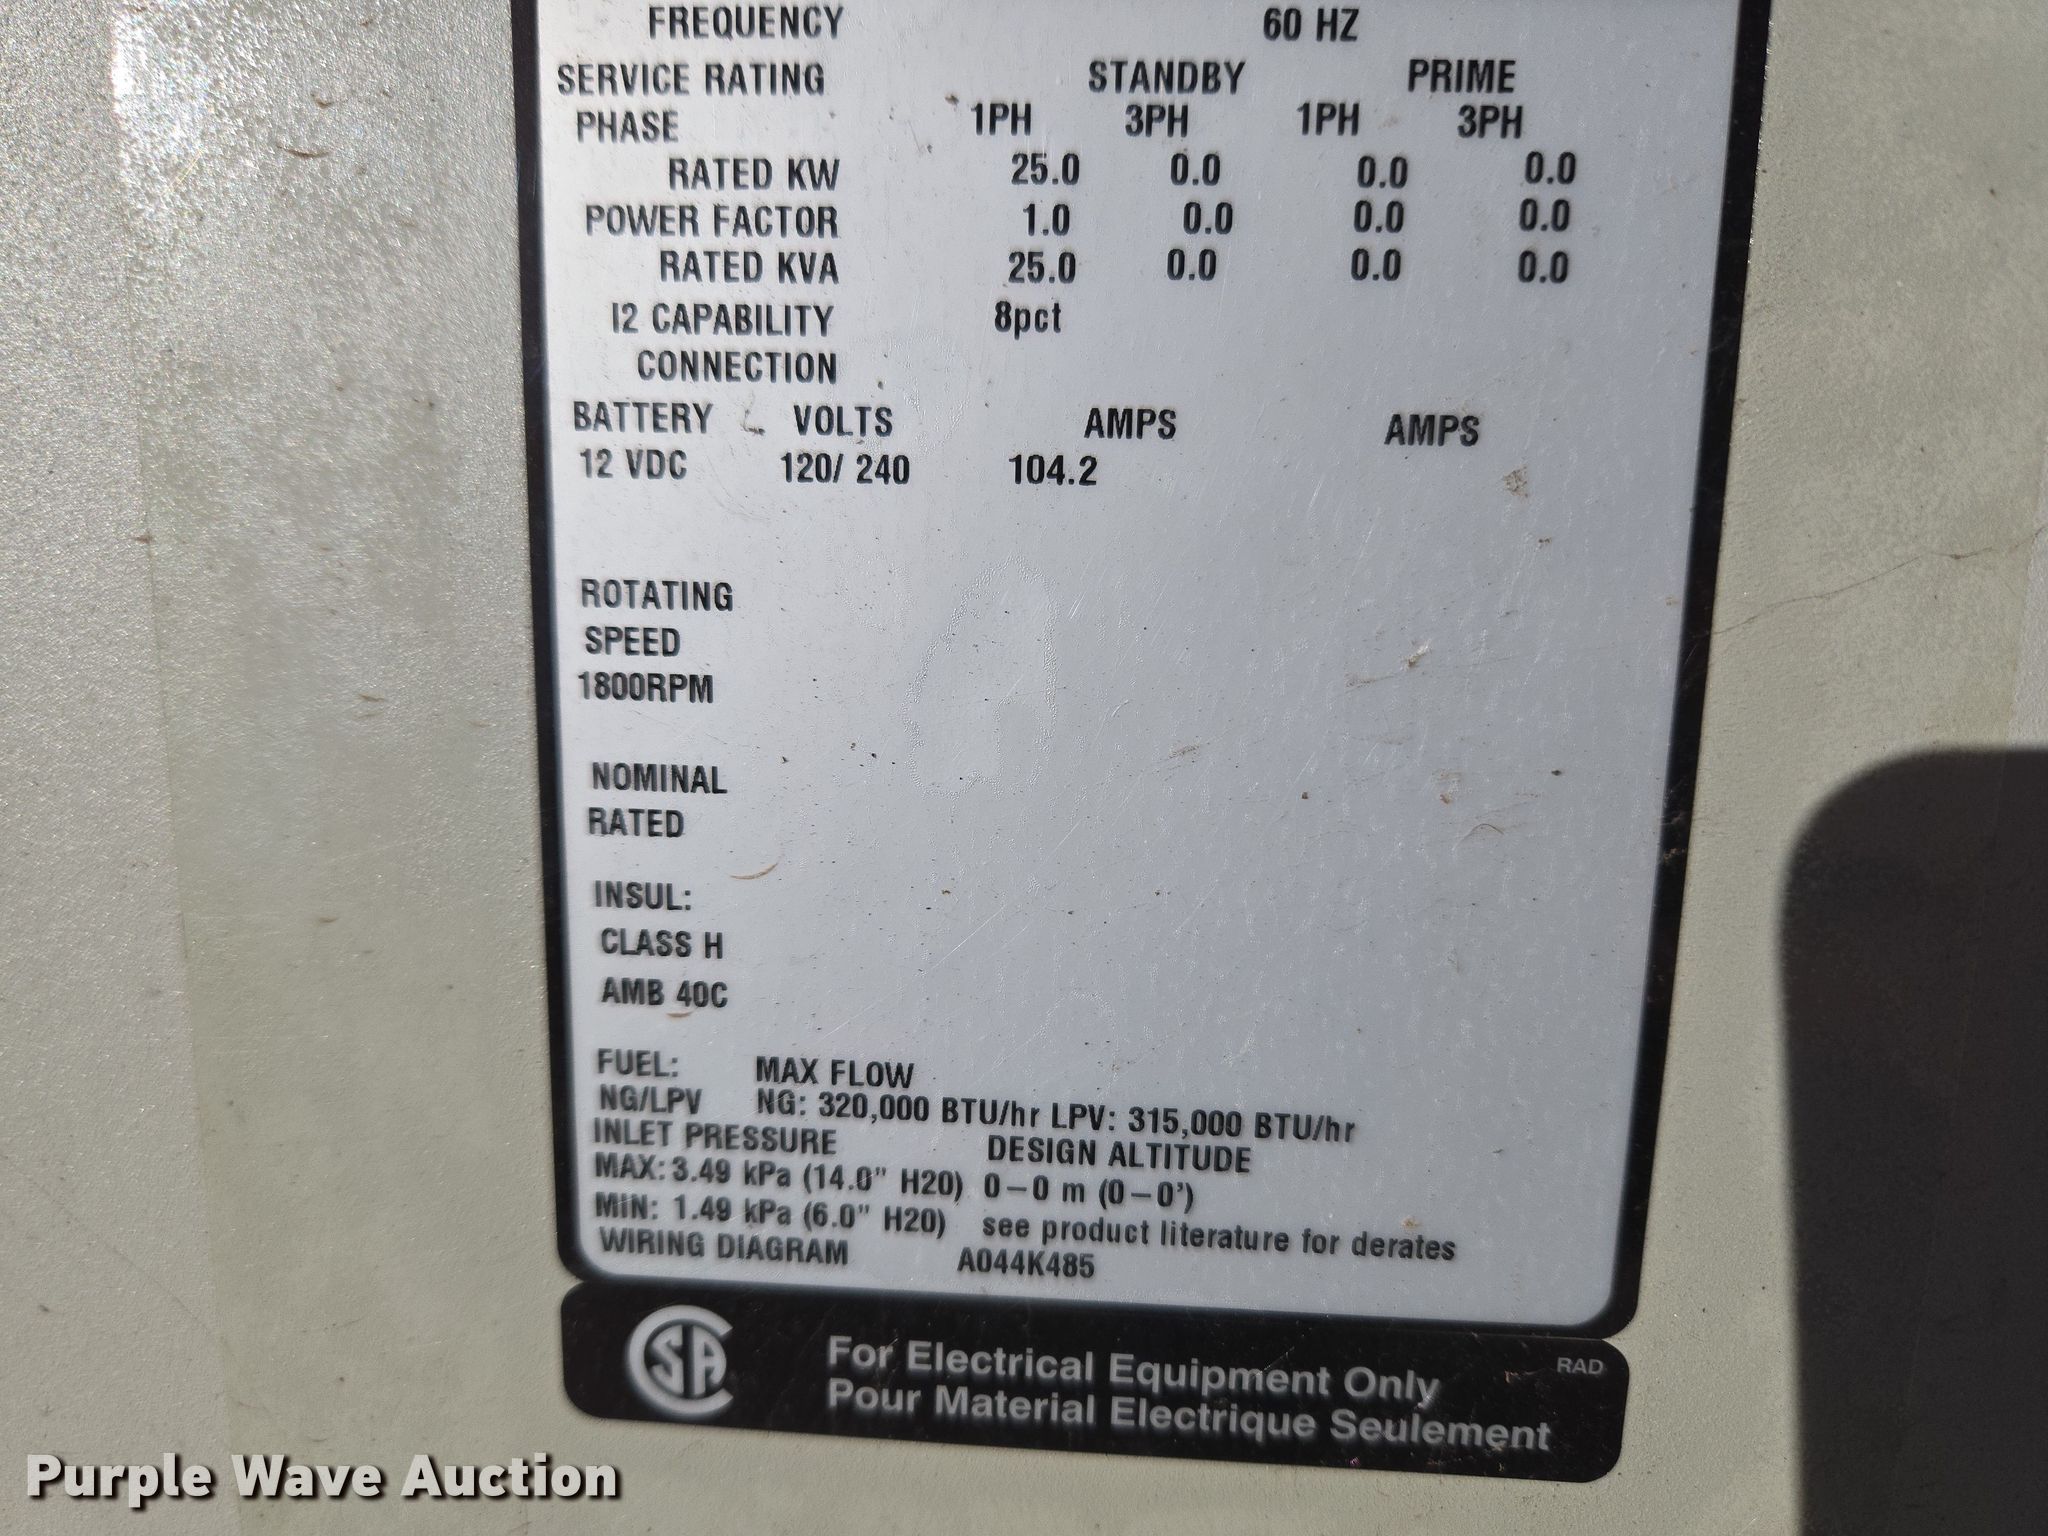 FREQUENCY 60 HZ
SERVICE RATING STANDBY PRIME
PHASE 1PH 3PH 1PH 3PH
RATED KW 25.0 0.0 0.0 0.0
POWER FACTOR 1.0 0.0 0.0 0.0
RATED KVA 25.0 0.0 0.0 0.0
I2 CAPABILITY 8pct
CONNECTION
BATTERY VOLTS AMPS AMPS
12 VDC 120/ 240 104.2
ROTATING
SPEED
1800RPM
NOMINAL
RATED
INSUL:
CLASS H
AMB 40C
FUEL: MAX FLOW
NG/LPV NG: 320,000 BTU/hr LPV: 315,000 BTU/hr
INLET PRESSURE DESIGN ALTITUDE
MAX: 3.49 kPa (14.0" H20) 0–0 m (0–0')
MIN: 1.49 kPa (6.0" H20) see product literature for derates
WIRING DIAGRAM A044K485
CSA
For Electrical Equipment Only RAD
Pour Material Electrique Seulement
Purple Wave Auction